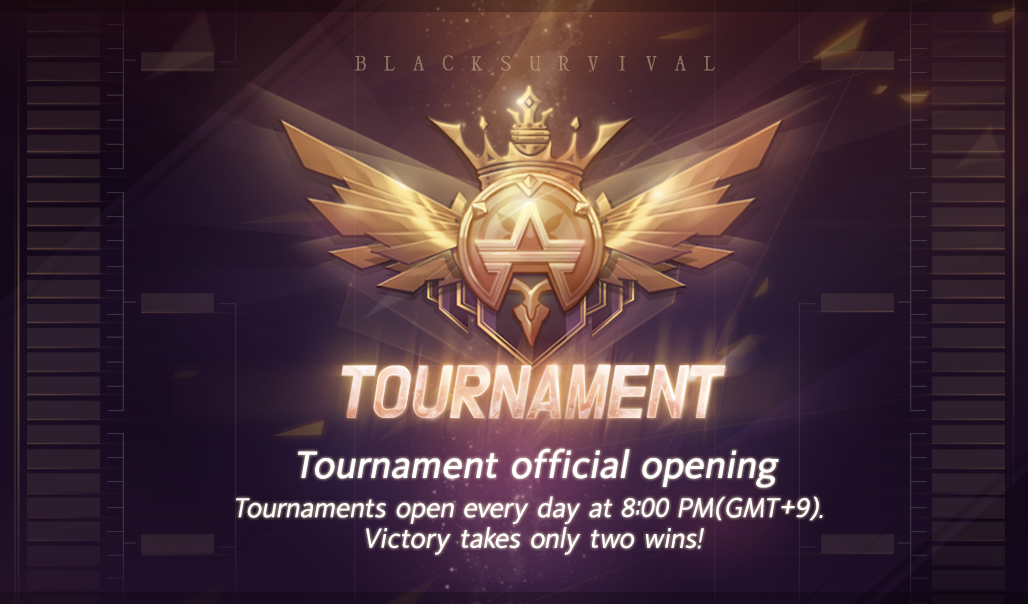 BLACKSURVIVAL
TOURNAMENT
Tournament official opening
Tournaments open every day at 8:00 PM(GMT+9).
Victory takes only two wins!